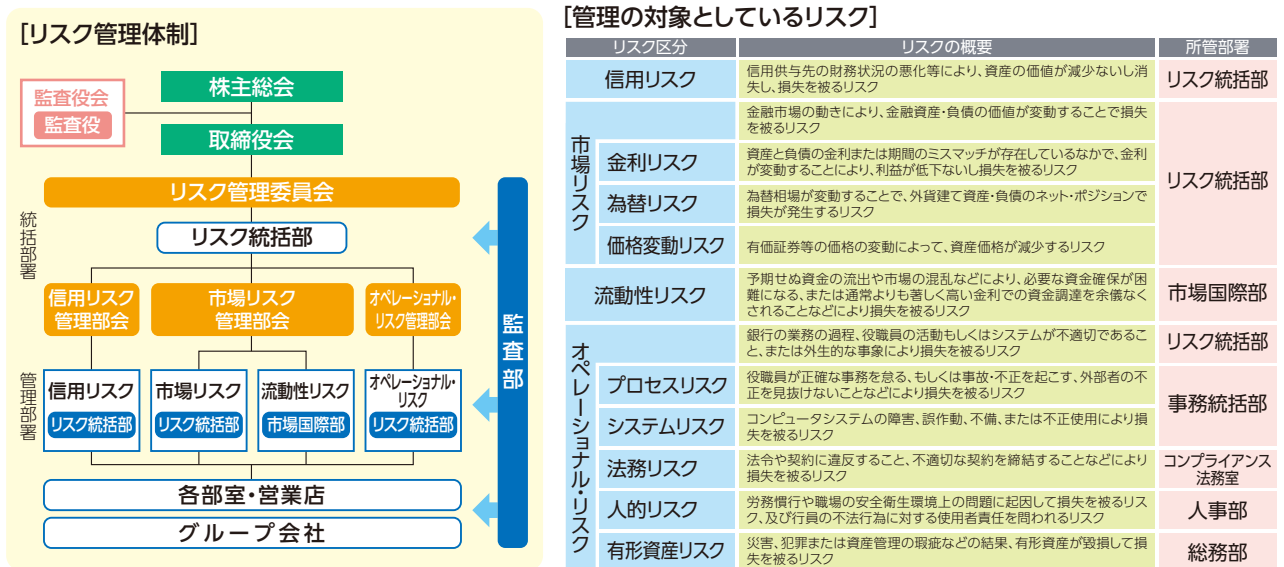 [リスク管理体制]
株主総会
監査役会
監査役
取締役会
リスク管理委員会
統括部署
リスク統括部
信用リスク
管理部会
市場リスク
管理部会
オペレーショナル・
リスク管理部会
監査部
管理部署
信用リスク
リスク統括部
市場リスク
リスク統括部
流動性リスク
市場国際部
オペレーショナル・
リスク
リスク統括部
各部室・営業店
グループ会社
[管理の対象としているリスク]
リスク区分 リスクの概要 所管部署
信用リスク
信用供与先の財務状況の悪化等により、資産の価値が減少ないし消
失し、損失を被るリスク
リスク統括部
市場リスク
金融市場の動きにより、金融資産・負債の価値が変動することで損失
を被るリスク
リスク統括部
金利リスク
資産と負債の金利または期間のミスマッチが存在しているなかで、金利
が変動することにより、利益が低下ないし損失を被るリスク
為替リスク
為替相場が変動することで、外貨建て資産・負債のネット・ポジションで
損失が発生するリスク
価格変動リスク
有価証券等の価格の変動によって、資産価格が減少するリスク
流動性リスク
予期せぬ資金の流出や市場の混乱などにより、必要な資金確保が困
難になる、または通常よりも著しく高い金利での資金調達を余儀なく
されることなどにより損失を被るリスク
市場国際部
オペレーショナル・リスク
銀行の業務の過程、役職員の活動もしくはシステムが不適切であるこ
と、または外生的な事象により損失を被るリスク
リスク統括部
プロセスリスク
役職員が正確な事務を怠る、もしくは事故・不正を起こす、外部者の不
正を見抜けないことなどにより損失を被るリスク
事務統括部
システムリスク
コンピュータシステムの障害、誤作動、不備、または不正使用により損
失を被るリスク
法務リスク
法令や契約に違反すること、不適切な契約を締結することなどにより
損失を被るリスク
コンプライアンス
法務室
人的リスク
労務慣行や職場の安全衛生環境上の問題に起因して損失を被るリス
ク、及び行員の不法行為に対する使用者責任を問われるリスク
人事部
有形資産リスク
災害、犯罪または資産管理の瑕疵などの結果、有形資産が毀損して損
失を被るリスク
総務部